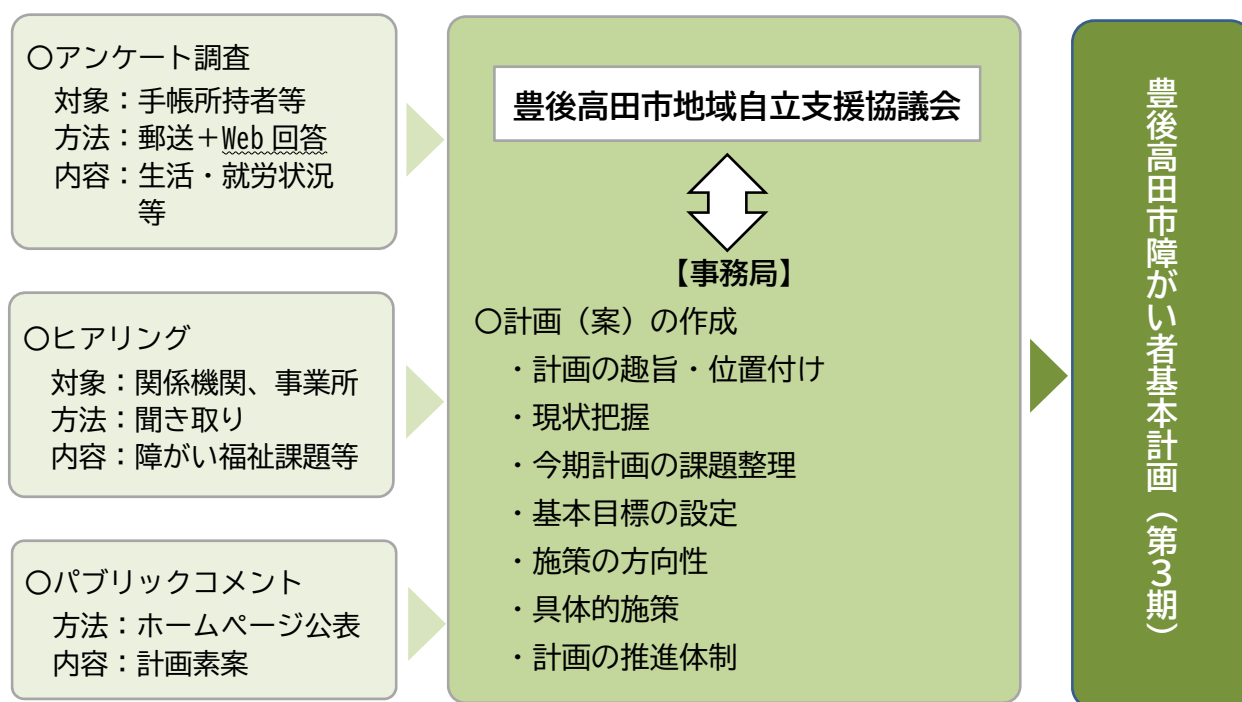 〇アンケート調査
対象：手帳所持者等
方法：郵送＋Web 回答
内容：生活・就労状況
等
〇ヒアリング
対象：関係機関、事業所
方法：聞き取り
内容：障がい福祉課題等
〇パブリックコメント
方法：ホームページ公表
内容：計画素案
豊後高田市地域自立支援協議会
【事務局】
〇計画（案）の作成
・計画の趣旨・位置付け
・現状把握
・今期計画の課題整理
・基本目標の設定
・施策の方向性
・具体的施策
・計画の推進体制
豊後高田市障がい者基本計画（第３期）